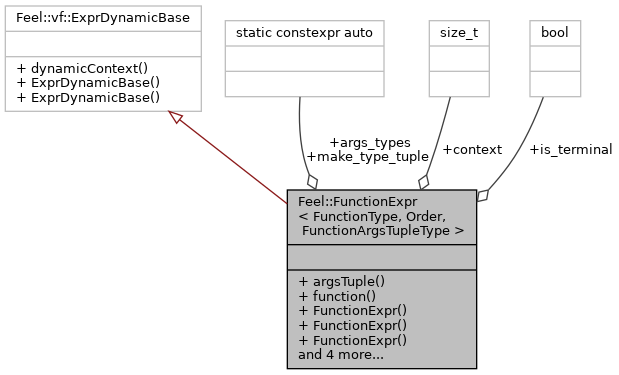 Feel::vf::ExprDynamicBase
+ dynamicContext()
+ ExprDynamicBase()
+ ExprDynamicBase()
static constexpr auto
size_t
bool
+args_types
+make_type_tuple
+context
+is_terminal
Feel::FunctionExpr
< FunctionType, Order,
FunctionArgsTupleType >
+ argsTuple()
+ function()
+ FunctionExpr()
+ FunctionExpr()
+ FunctionExpr()
and 4 more...